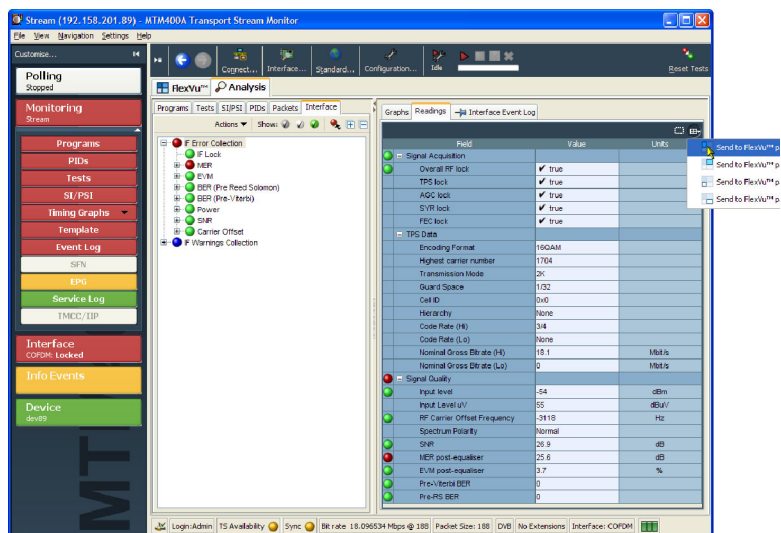 Stream (192.158.201.89) - MTM400A Transport Stream Monitor
File View Navigation Settings Help
Customise...
Polling
Stopped
Monitoring
Stream
Programs
PIDs
Tests
SI/PSI
Timing Graphs
Template
Event Log
SFN
EPG
Service Log
TMCC/IIP
Interface
COFDM: Locked
Info Events
Device
dev89
MTM
Connect... Interface... Standard... Configuration... Idle Reset Tests
FlexVu™ Analysis
Programs Tests SI/PSI PIDs Packets Interface
Actions Show:
IF Error Collection
IF Lock
MER
EVM
BER (Pre Reed Solomon)
BER (Pre-Viterbi)
Power
SNR
Carrier Offset
IF Warnings Collection
Graphs Readings Interface Event Log
Field Value Units
Signal Acquisition
Overall RF lock true
TPS lock true
AGC lock true
SYR lock true
FEC lock true
TPS Data
Encoding Format 16QAM
Highest carrier number 1704
Transmission Mode 2K
Guard Space 1/32
Cell ID 0x0
Hierarchy None
Code Rate (Hi) 3/4
Code Rate (Lo) None
Nominal Gross Bitrate (Hi) 18.1 Mbit/s
Nominal Gross Bitrate (Lo) 0 Mbit/s
Signal Quality
Input level -54 dBm
Input Level uV 55 dBuV
RF Carrier Offset Frequency -3118 Hz
Spectrum Polarity Normal
SNR 26.9 dB
MER post-equaliser 25.6 dB
EVM post-equaliser 3.7 %
Pre-Viterbi BER 0
Pre-RS BER 0
Send to FlexVu™ p
Send to FlexVu™ p
Send to FlexVu™ p
Send to FlexVu™ p
Login:Admin TS Availability Sync Bit rate 18.096534 Mbps @ 188 Packet Size: 188 DVB No Extensions Interface: COFDM